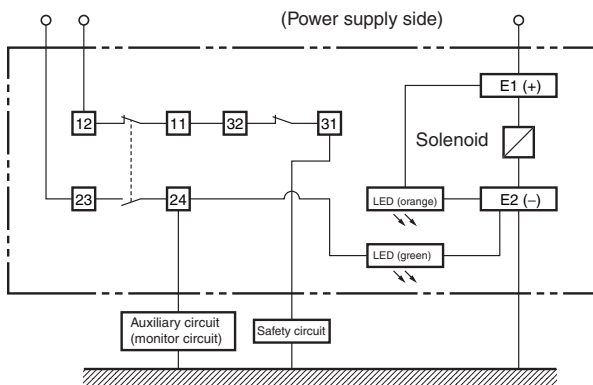 (Power supply side)
E1 (+)
12
11
32
31
Solenoid
23
24
LED (orange)
E2 (−)
LED (green)
Auxiliary circuit
(monitor circuit)
Safety circuit